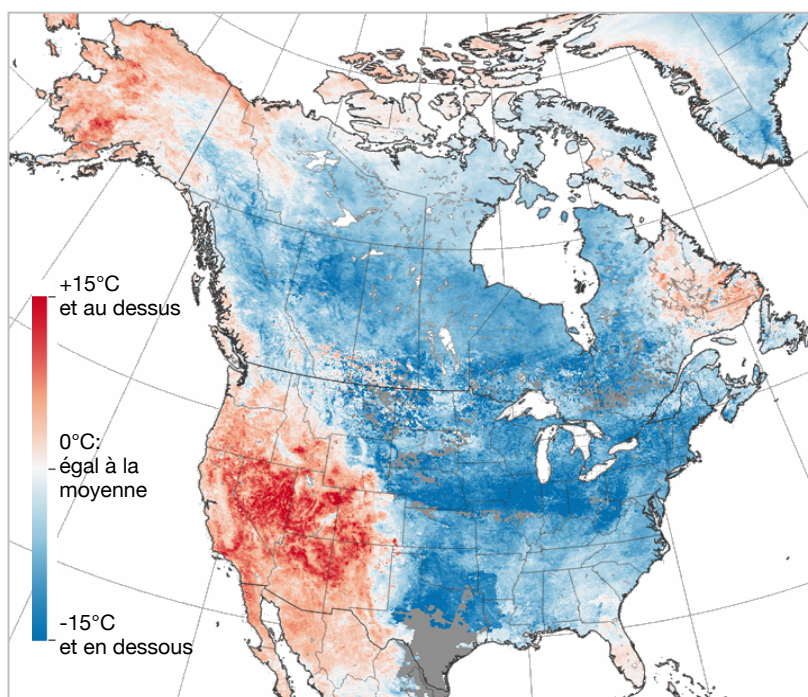 +15°C
et au dessus
0°C:
égal à la
moyenne
-15°C
et en dessous